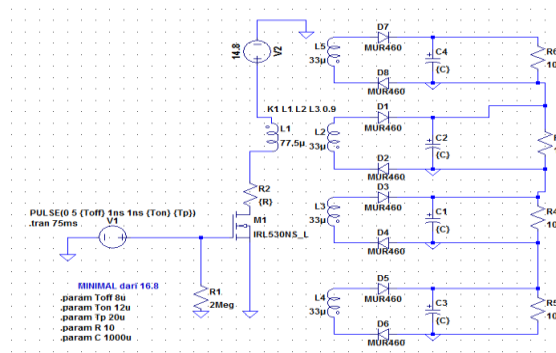 D7
MUR460
L5
33µ
C4
{C}
R6
10
D8
MUR460
14.8
V2
K1 L1 L2 L3 0.9
D1
MUR460
L1
77.5µ
L2
33µ
C2
{C}
R
D2
MUR460
R2
{R}
D3
MUR460
L3
33µ
C1
{C}
R4
10
D4
MUR460
PULSE(0 5 {Toff} 1ns 1ns {Ton} {Tp})
.tran 75ms
V1
M1
IRL530NS_L
MINIMAL dari 16.8
.param Toff 8u
.param Ton 12u
.param Tp 20u
.param R 10
.param C 1000u
R1
2Meg
D5
MUR460
L4
33µ
C3
{C}
R5
10
D6
MUR460